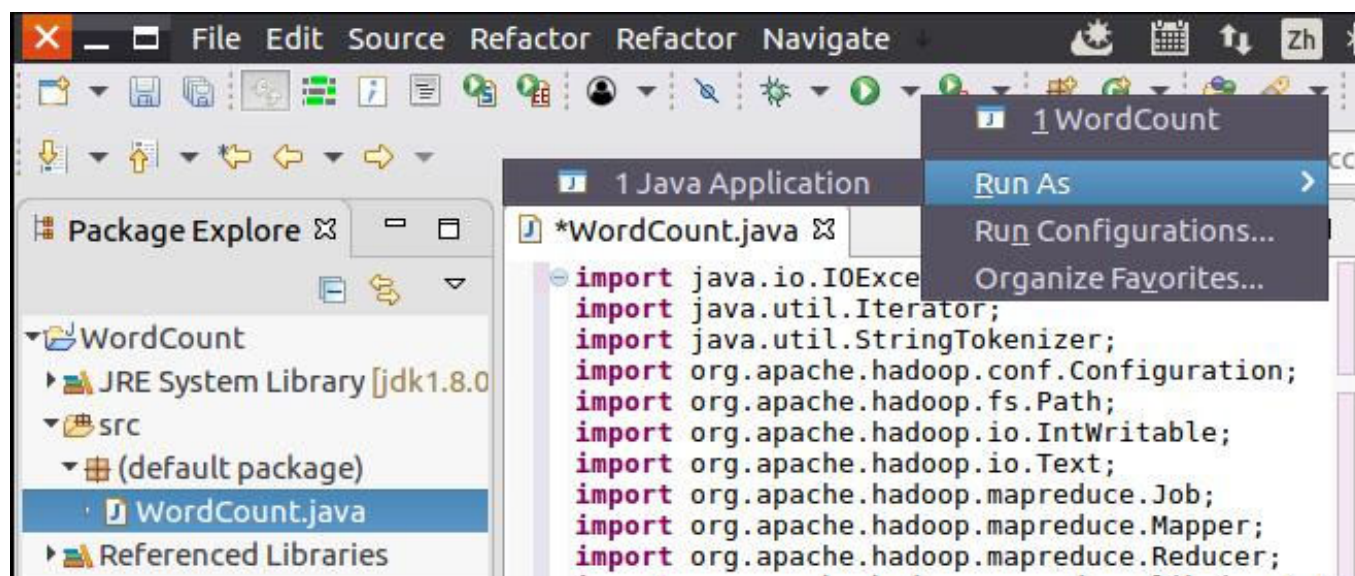 File Edit Source Refactor Refactor Navigate
Zh
1 WordCount
1 Java Application
Run As
cc
Package Explore
*WordCount.java
Run Configurations...
Organize Favorites...
import java.io.IOExce
import java.util.Iterator;
import java.util.StringTokenizer;
import org.apache.hadoop.conf.Configuration;
import org.apache.hadoop.fs.Path;
import org.apache.hadoop.io.IntWritable;
import org.apache.hadoop.io.Text;
import org.apache.hadoop.mapreduce.Job;
import org.apache.hadoop.mapreduce.Mapper;
import org.apache.hadoop.mapreduce.Reducer;
WordCount
JRE System Library [jdk1.8.0
src
(default package)
WordCount.java
Referenced Libraries